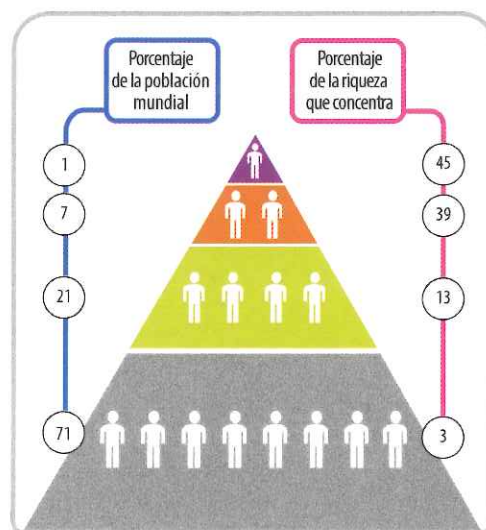 Porcentaje
de la población
mundial
Porcentaje
de la riqueza
que concentra
1
45
7
39
21
13
71
3